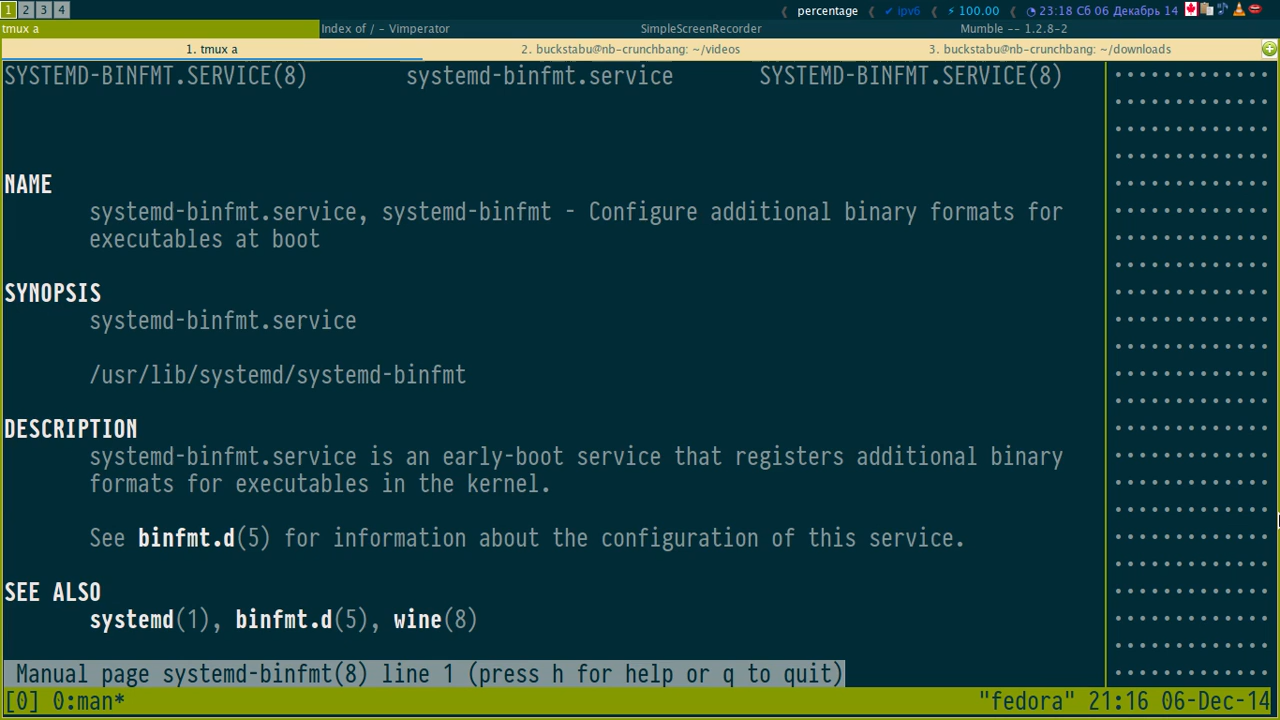 1 2 3 4 percentage ✔ ipv6 ⚡ 100.00 23:18 Сб 06 Декабрь 14
tmux a Index of / - Vimperator SimpleScreenRecorder Mumble -- 1.2.8-2
1. tmux a 2. buckstabu@nb-crunchbang: ~/videos 3. buckstabu@nb-crunchbang: ~/downloads
SYSTEMD-BINFMT.SERVICE(8) systemd-binfmt.service SYSTEMD-BINFMT.SERVICE(8)
NAME
systemd-binfmt.service, systemd-binfmt - Configure additional binary formats for
executables at boot
SYNOPSIS
systemd-binfmt.service
/usr/lib/systemd/systemd-binfmt
DESCRIPTION
systemd-binfmt.service is an early-boot service that registers additional binary
formats for executables in the kernel.
See binfmt.d(5) for information about the configuration of this service.
SEE ALSO
systemd(1), binfmt.d(5), wine(8)
Manual page systemd-binfmt(8) line 1 (press h for help or q to quit)
[0] 0:man* "fedora" 21:16 06-Dec-14